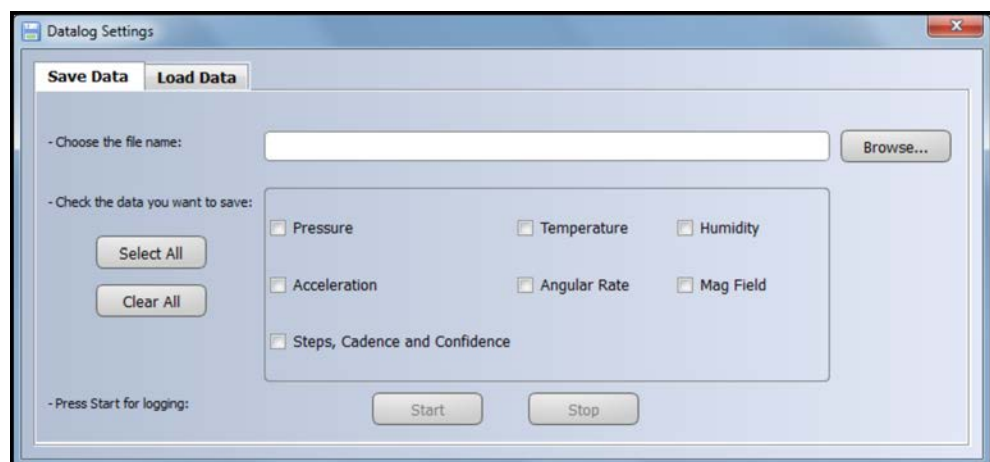 Datalog Settings
Save Data Load Data
- Choose the file name: Browse...
- Check the data you want to save:
Pressure Temperature Humidity
Select All
Acceleration Angular Rate Mag Field
Clear All
Steps, Cadence and Confidence
- Press Start for logging: Start Stop